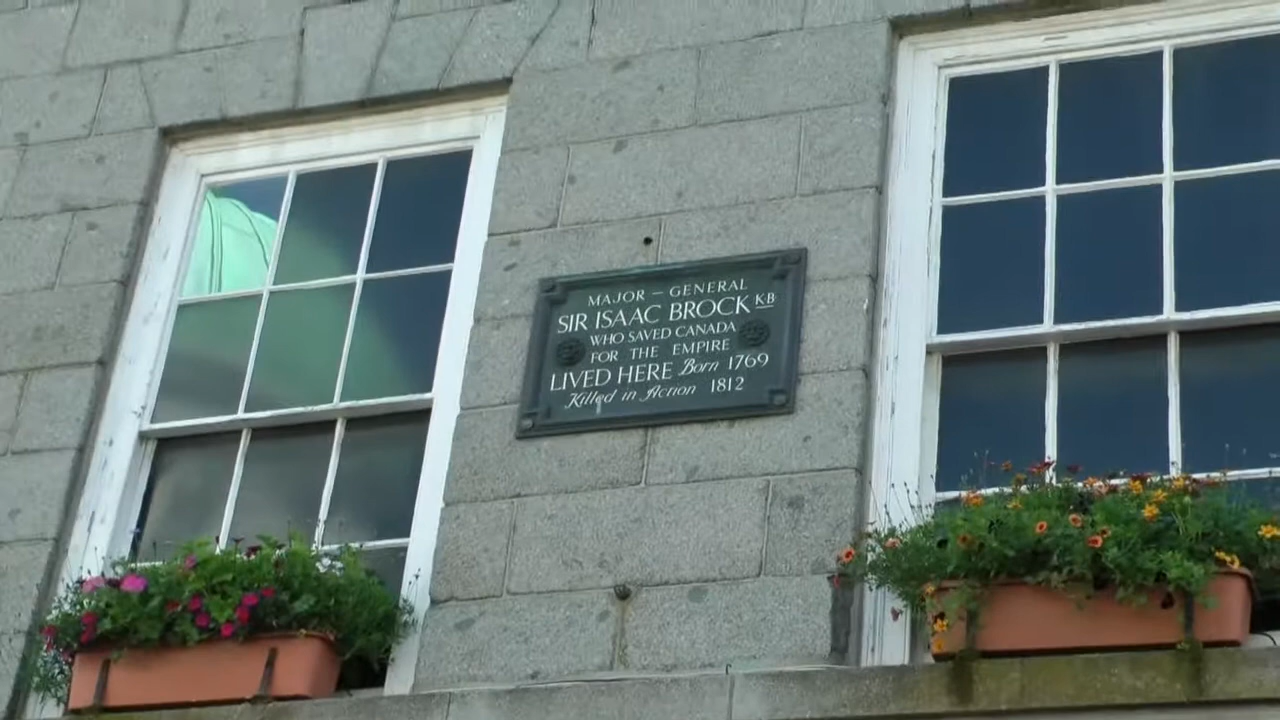 MAJOR – GENERAL
SIR ISAAC BROCK KB
WHO SAVED CANADA
FOR THE EMPIRE
LIVED HERE Born 1769
Killed in Action 1812